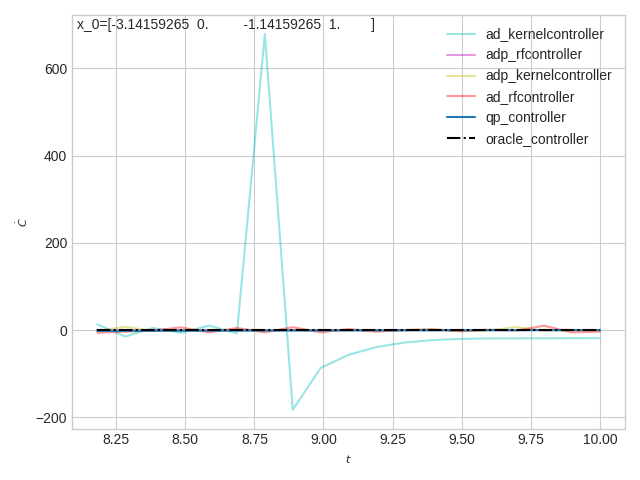 x_0=[-3.14159265 0. -1.14159265 1. ]
ad_kernelcontroller
adp_rfcontroller
adp_kernelcontroller
ad_rfcontroller
qp_controller
oracle_controller
600
400
200
0
−200
Ċ
8.25 8.50 8.75 9.00 9.25 9.50 9.75 10.00
t